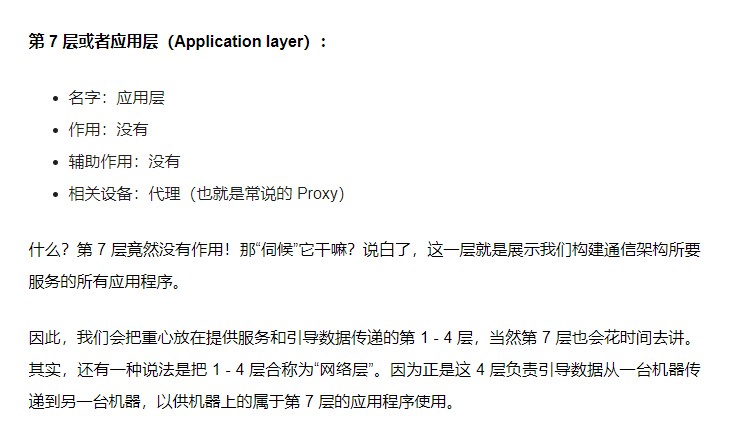 第 7 层或者应用层（Application layer）：
• 名字：应用层
• 作用：没有
• 辅助作用：没有
• 相关设备：代理（也就是常说的 Proxy）
什么？第 7 层竟然没有作用！那“伺候”它干嘛？说白了，这一层就是展示我们构建通信架构所要
服务的所有应用程序。
因此，我们会把重心放在提供服务和引导数据传递的第 1 - 4 层，当然第 7 层也会花时间去讲。
其实，还有一种说法是把 1 - 4 层合称为“网络层”。因为正是这 4 层负责引导数据从一台机器传
递到另一台机器，以供机器上的属于第 7 层的应用程序使用。